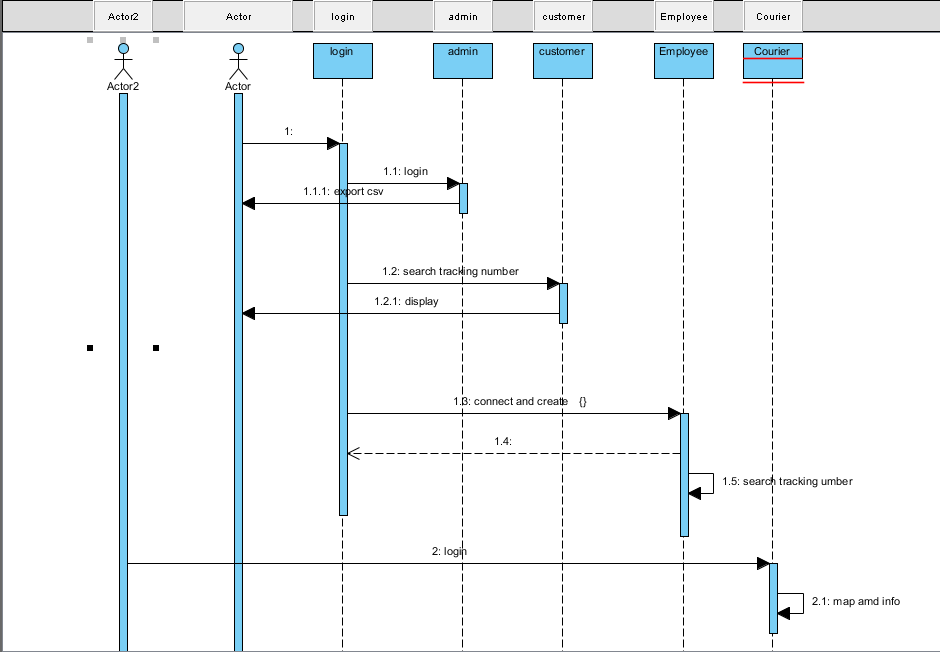 Actor2 Actor login admin customer Employee Courier
login admin customer Employee Courier
Actor2 Actor
1:
1.1: login
1.1.1: export csv
1.2: search tracking number
1.2.1: display
1.3: connect and create {}
1.4:
1.5: search tracking umber
2: login
2.1: map amd info